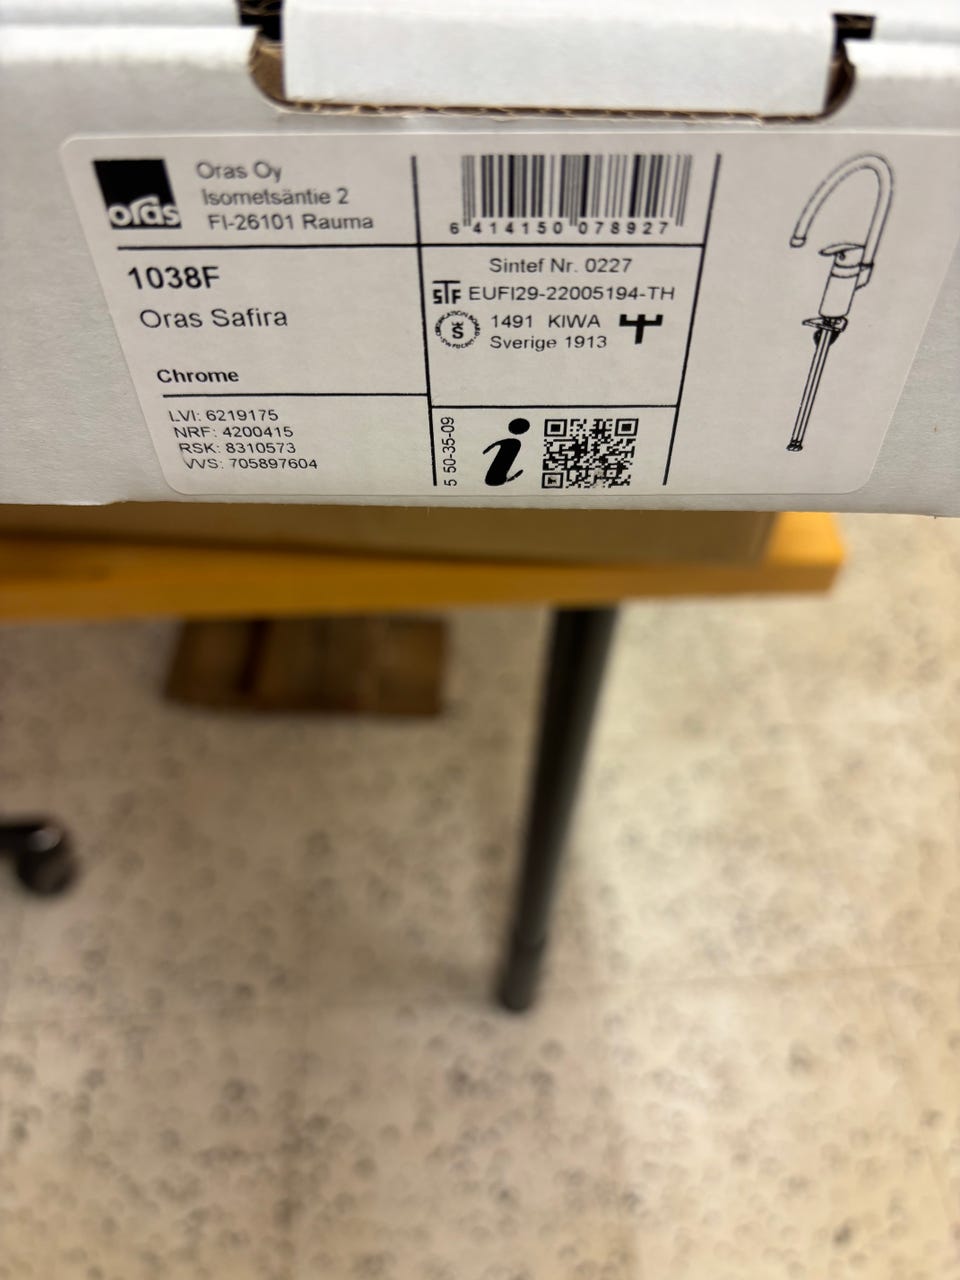 oras
Oras Oy
Isometsäntie 2
FI-26101 Rauma
1038F
Oras Safira
Chrome
LVI: 6219175
NRF: 4200415
RSK: 8310573
VVS: 705897604
6 414150 078927
Sintef Nr. 0227
STF EUFI29-22005194-TH
1491 KIWA
Sverige 1913
50-35-09
i